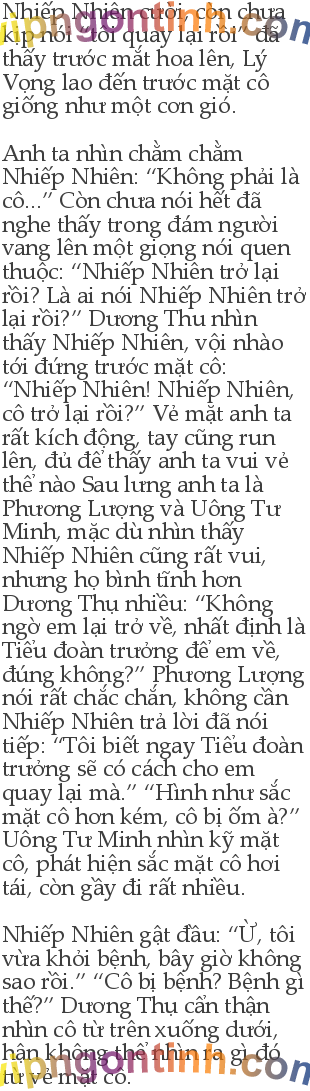 Nhiếp Nhiên cười, còn chưa
kịp nói "tôi quay lại rồi" đã
thấy trước mắt hoa lên, Lý
Vọng lao đến trước mặt cô
giống như một cơn gió.

Anh ta nhìn chằm chằm
Nhiếp Nhiên: “Không phải là
cô...” Còn chưa nói hết đã
nghe thấy trong đám người
vang lên một giọng nói quen
thuộc: “Nhiếp Nhiên trở lại
rồi? Là ai nói Nhiếp Nhiên trở
lại rồi?” Dương Thu nhìn
thấy Nhiếp Nhiên, vội nhào
tới đứng trước mặt cô:
“Nhiếp Nhiên! Nhiếp Nhiên,
cô trở lại rồi?” Vẻ mặt anh ta
rất kích động, tay cũng run
lên, đủ để thấy anh ta vui vẻ
thế nào Sau lưng anh ta là
Phương Lượng và Uông Tư
Minh, mặc dù nhìn thấy
Nhiếp Nhiên cũng rất vui,
nhưng họ bình tĩnh hơn
Dương Thụ nhiều: “Không
ngờ em lại trở về, nhất định là
Tiểu đoàn trưởng để em về,
đúng không?” Phương Lượng
nói rất chắc chắn, không cần
Nhiếp Nhiên trả lời đã nói
tiếp: “Tôi biết ngay Tiểu đoàn
trưởng sẽ có cách cho em
quay lại mà.” “Hình như sắc
mặt cô hơn kém, cô bị ốm à?”
Uông Tư Minh nhìn kỹ mặt
cô, phát hiện sắc mặt cô hơi
tái, còn gầy đi rất nhiều.

Nhiếp Nhiên gật đầu: “Ừ, tôi
vừa khỏi bệnh, bây giờ không
sao rồi.” “Cô bị bệnh? Bệnh gì
thế?” Dương Thụ cẩn thận
nhìn cô từ trên xuống dưới,
hận không thể nhìn ra gì đó
từ vẻ mặt cô.
vipngontinh.com
vipngontinh.com